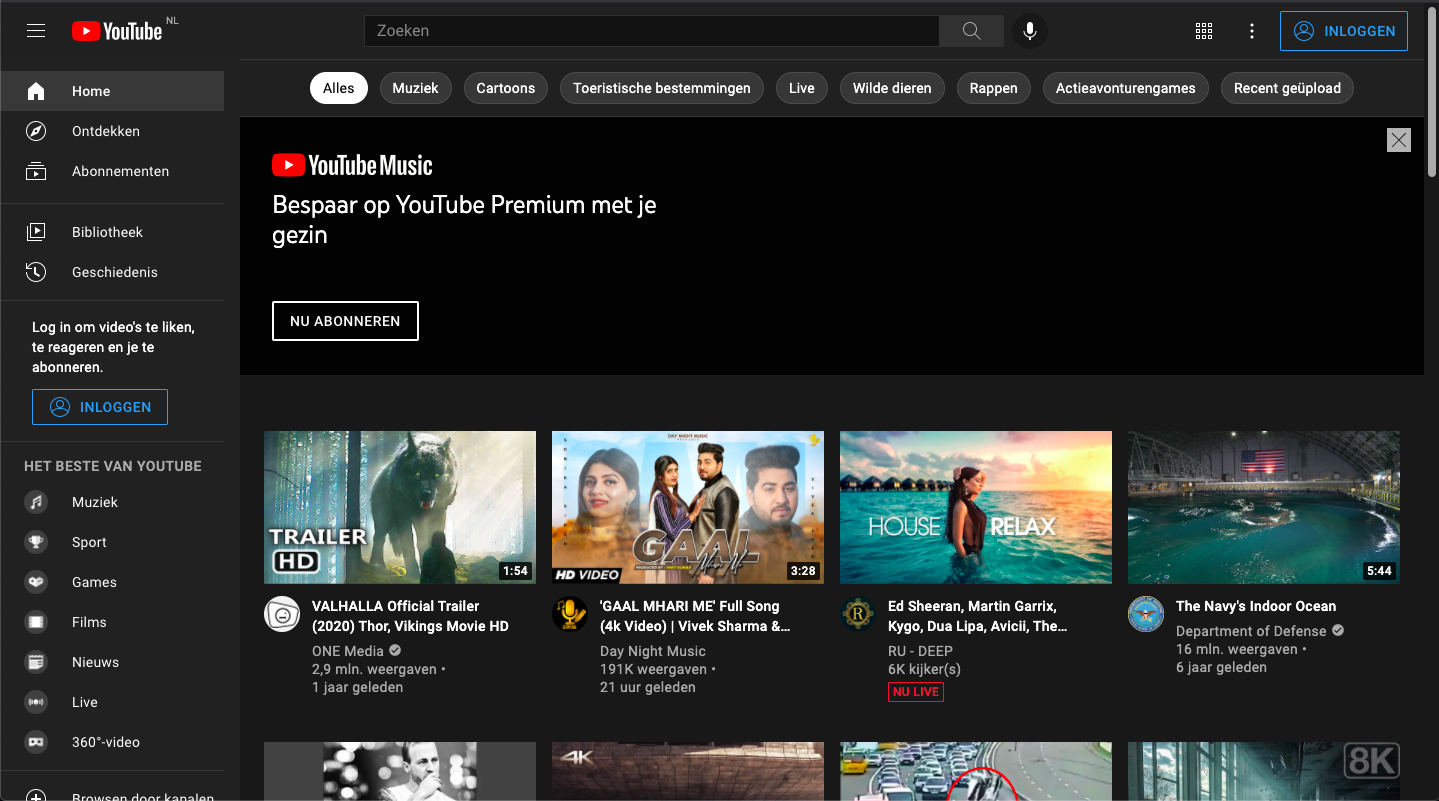 YouTube NL
Zoeken
INLOGGEN
Home
Ontdekken
Abonnementen
Bibliotheek
Geschiedenis
Log in om video's te liken,
te reageren en je te
abonneren.
INLOGGEN
HET BESTE VAN YOUTUBE
Muziek
Sport
Games
Films
Nieuws
Live
360°-video
Browsen door kanalen
Alles
Muziek
Cartoons
Toeristische bestemmingen
Live
Wilde dieren
Rappen
Actieavonturengames
Recent geüpload
YouTube Music
Bespaar op YouTube Premium met je
gezin
NU ABONNEREN
TRAILER
HD
1:54
VALHALLA Official Trailer
(2020) Thor, Vikings Movie HD
ONE Media
2,9 mln. weergaven •
1 jaar geleden
DAY NIGHT MUSIC
GAAL
HD VIDEO
3:28
'GAAL MHARI ME' Full Song
(4k Video) | Vivek Sharma &...
Day Night Music
191K weergaven •
21 uur geleden
HOUSE RELAX
R
Ed Sheeran, Martin Garrix,
Kygo, Dua Lipa, Avicii, The...
RU - DEEP
6K kijker(s)
NU LIVE
5:44
The Navy's Indoor Ocean
Department of Defense
16 mln. weergaven •
6 jaar geleden
4K
8K